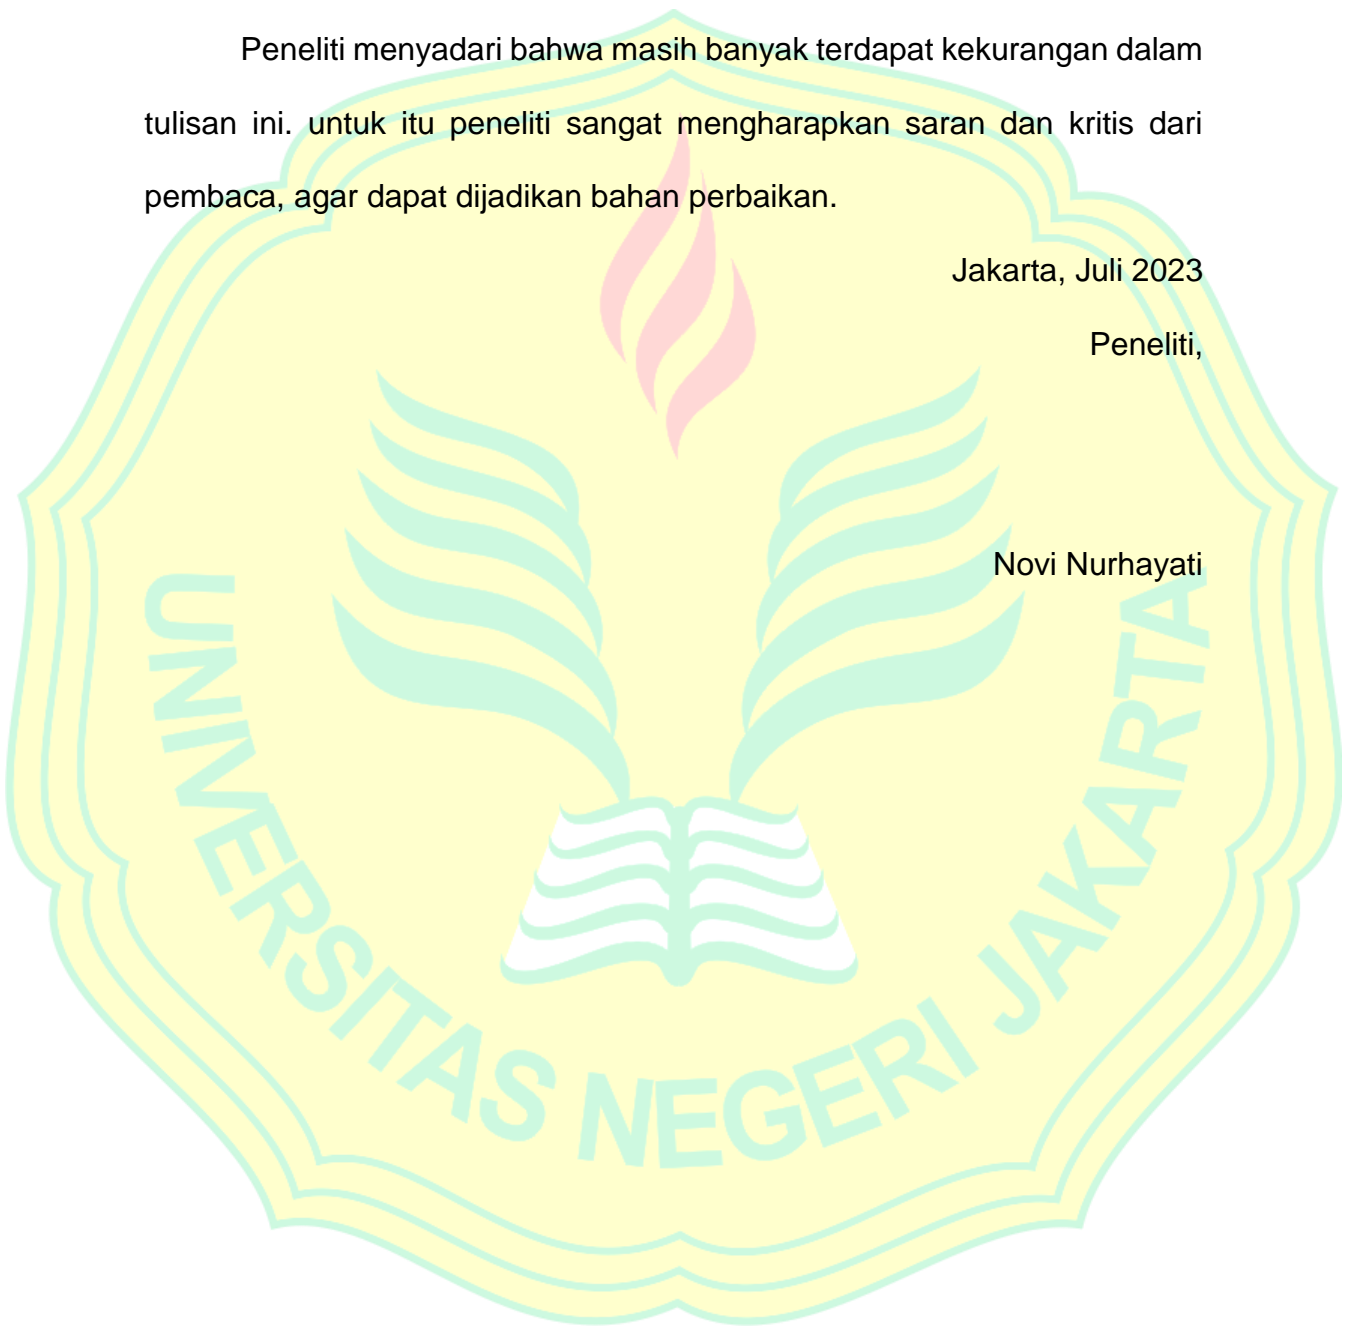 Peneliti menyadari bahwa masih banyak terdapat kekurangan dalam
tulisan ini. untuk itu peneliti sangat mengharapkan saran dan kritis dari
pembaca, agar dapat dijadikan bahan perbaikan.
Jakarta, Juli 2023
Peneliti,
Novi Nurhayati
UNIVERSITAS NEGERI JAKARTA